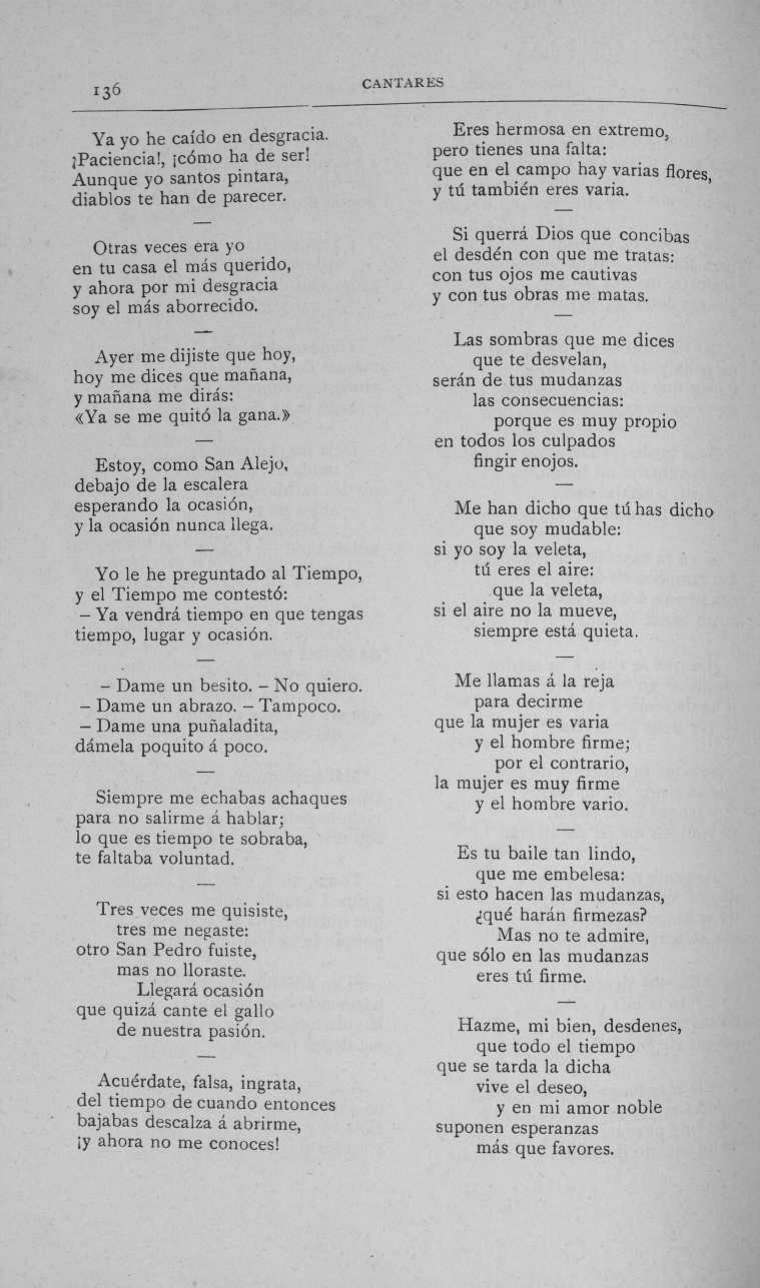 136
CANTARES
Ya yo he caído en desgracia.
¡Paciencia!, ¡cómo ha de ser!
Aunque yo santos pintara,
diablos te han de parecer.
—
Otras veces era yo
en tu casa el más querido,
y ahora por mi desgracia
soy el más aborrecido.
—
Ayer me dijiste que hoy,
hoy me dices que mañana,
y mañana me dirás:
«Ya se me quitó la gana.»
—
Estoy, como San Alejo,
debajo de la escalera
esperando la ocasión,
y la ocasión nunca llega.
—
Yo le he preguntado al Tiempo,
y el Tiempo me contestó:
– Ya vendrá tiempo en que tengas
tiempo, lugar y ocasión.
—
– Dame un besito. – No quiero.
– Dame un abrazo. – Tampoco.
– Dame una puñaladita,
dámela poquito á poco.
—
Siempre me echabas achaques
para no salirme á hablar;
lo que es tiempo te sobraba,
te faltaba voluntad.
—
Tres veces me quisiste,
tres me negaste:
otro San Pedro fuiste,
mas no lloraste.
Llegará ocasión
que quizá cante el gallo
de nuestra pasión.
—
Acuérdate, falsa, ingrata,
del tiempo de cuando entonces
bajabas descalza á abrirme,
¡y ahora no me conoces!
Eres hermosa en extremo,
pero tienes una falta:
que en el campo hay varias flores,
y tú también eres varia.
—
Si querrá Dios que concibas
el desdén con que me tratas:
con tus ojos me cautivas
y con tus obras me matas.
—
Las sombras que me dices
que te desvelan,
serán de tus mudanzas
las consecuencias:
porque es muy propio
en todos los culpados
fingir enojos.
—
Me han dicho que tú has dicho
que soy mudable:
si yo soy la veleta,
tú eres el aire:
que la veleta,
si el aire no la mueve,
siempre está quieta.
—
Me llamas á la reja
para decirme
que la mujer es varia
y el hombre firme;
por el contrario,
la mujer es muy firme
y el hombre vario.
—
Es tu baile tan lindo,
que me embelesa:
si esto hacen las mudanzas,
¿qué harán firmezas?
Mas no te admire,
que sólo en las mudanzas
eres tú firme.
—
Hazme, mi bien, desdenes,
que todo el tiempo
que se tarda la dicha
vive el deseo,
y en mi amor noble
suponen esperanzas
más que favores.